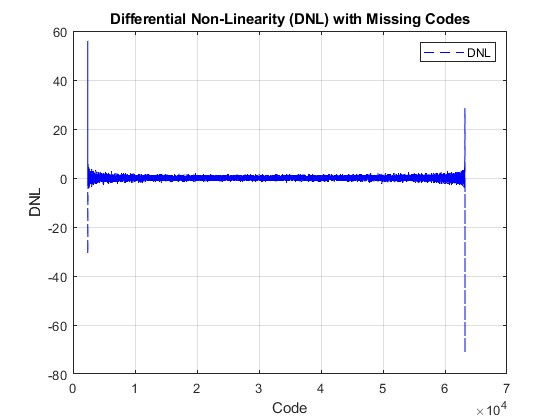 Differential Non-Linearity (DNL) with Missing Codes
DNL
60
40
20
0
-20
-40
-60
-80
DNL
0 1 2 3 4 5 6 7
Code
×10^4